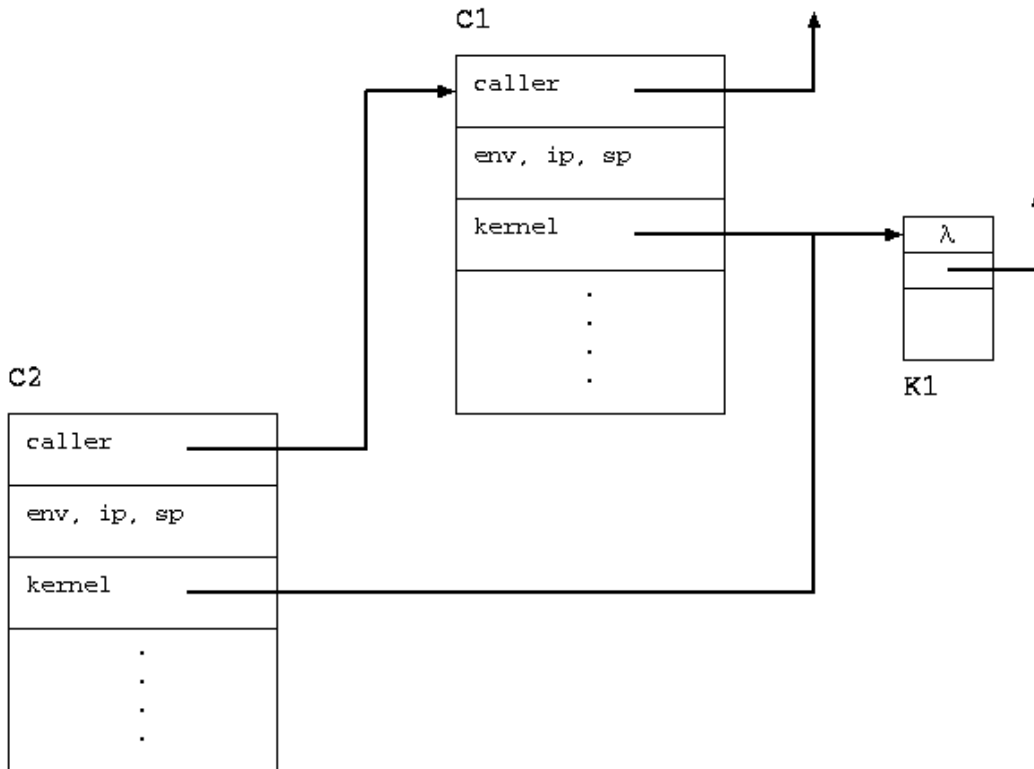 C1
caller
env, ip, sp
kernel
λ
K1
C2
caller
env, ip, sp
kernel